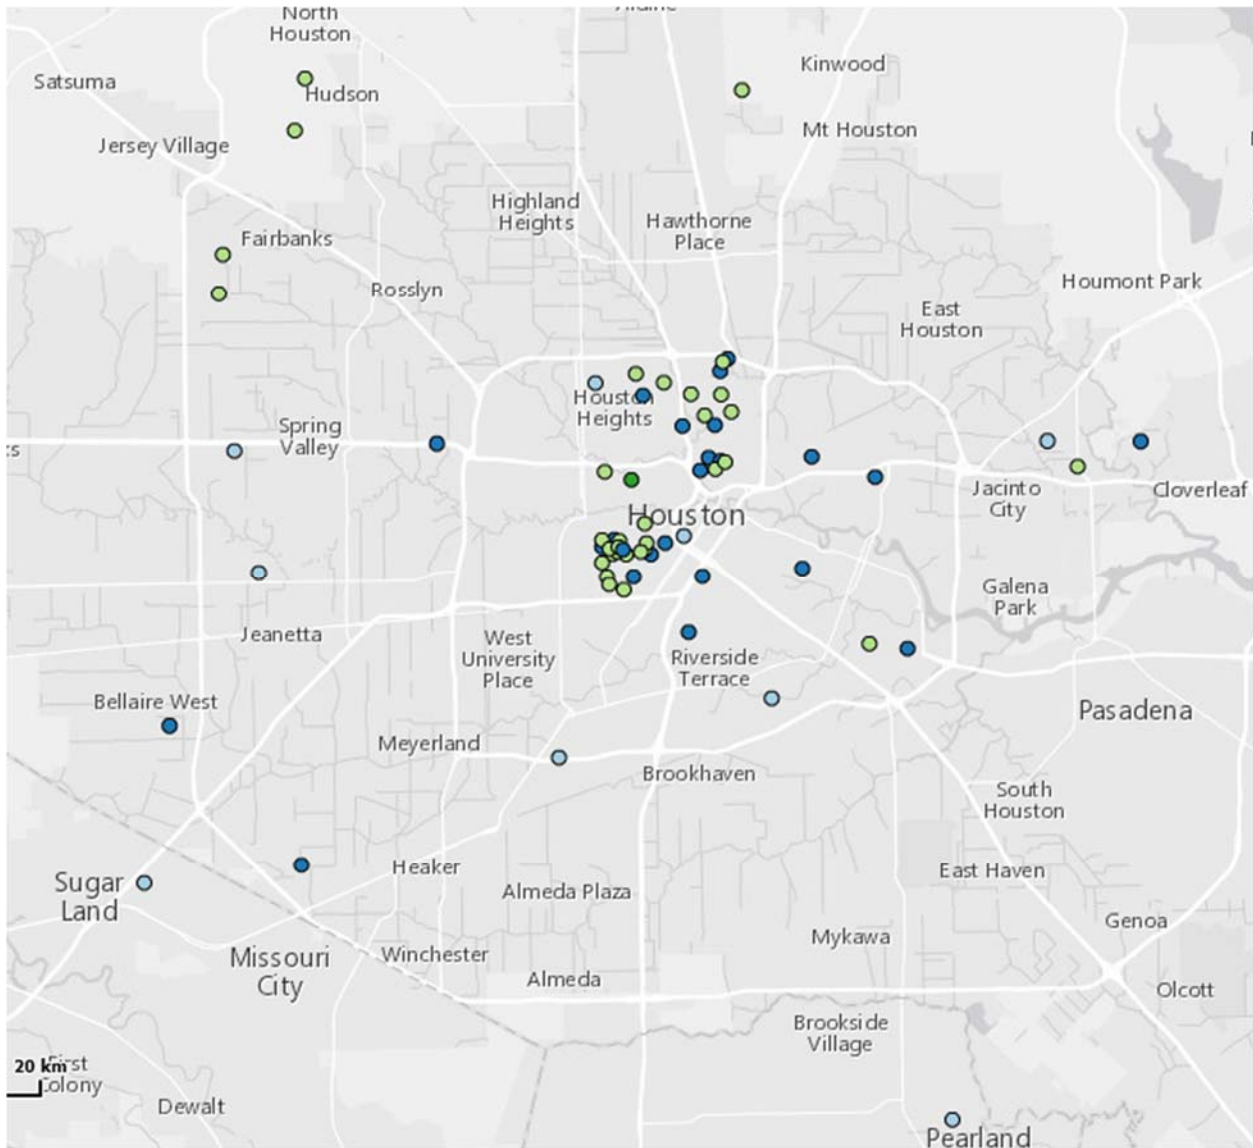 North
Houston
Kinwood
Satsuma
Hudson
Mt Houston
Jersey Village
Highland
Heights
Hawthorne
Place
Fairbanks
Houmont Park
Rosslyn
East
Houston
Houston
Heights
Spring
Valley
Jacinto
City
Cloverleaf
Houston
Galena
Park
Jeanetta
West
University
Place
Riverside
Terrace
Bellaire West
Pasadena
Meyerland
Brookhaven
South
Houston
Heaker
East Haven
Sugar
Land
Almeda Plaza
Genoa
Mykawa
Winchester
Missouri
City
Almeda
Olcott
Brookside
Village
20 km
First
Colony
Dewalt
Pearland